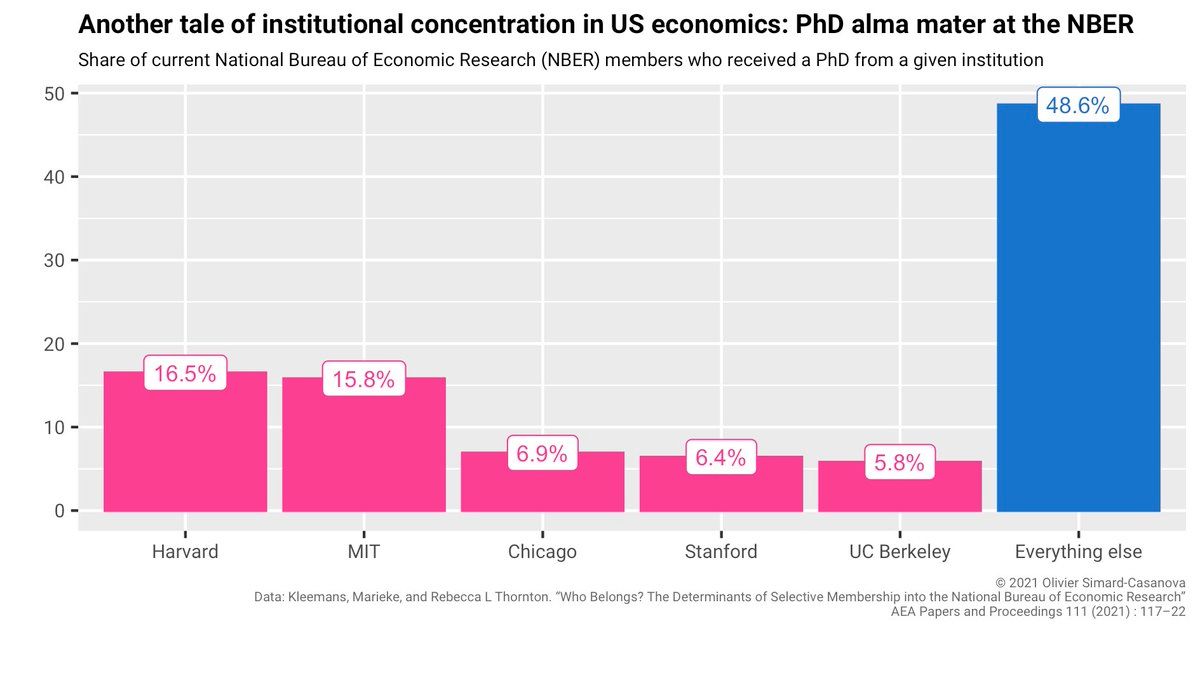 Another tale of institutional concentration in US economics: PhD alma mater at the NBER
Share of current National Bureau of Economic Research (NBER) members who received a PhD from a given institution
50
40
30
20
10
0
16.5%
15.8%
6.9%
6.4%
5.8%
48.6%
Harvard
MIT
Chicago
Stanford
UC Berkeley
Everything else
© 2021 Olivier Simard-Casanova
Data: Kleemans, Marieke, and Rebecca L Thornton. “Who Belongs? The Determinants of Selective Membership into the National Bureau of Economic Research”
AEA Papers and Proceedings 111 (2021) : 117–22